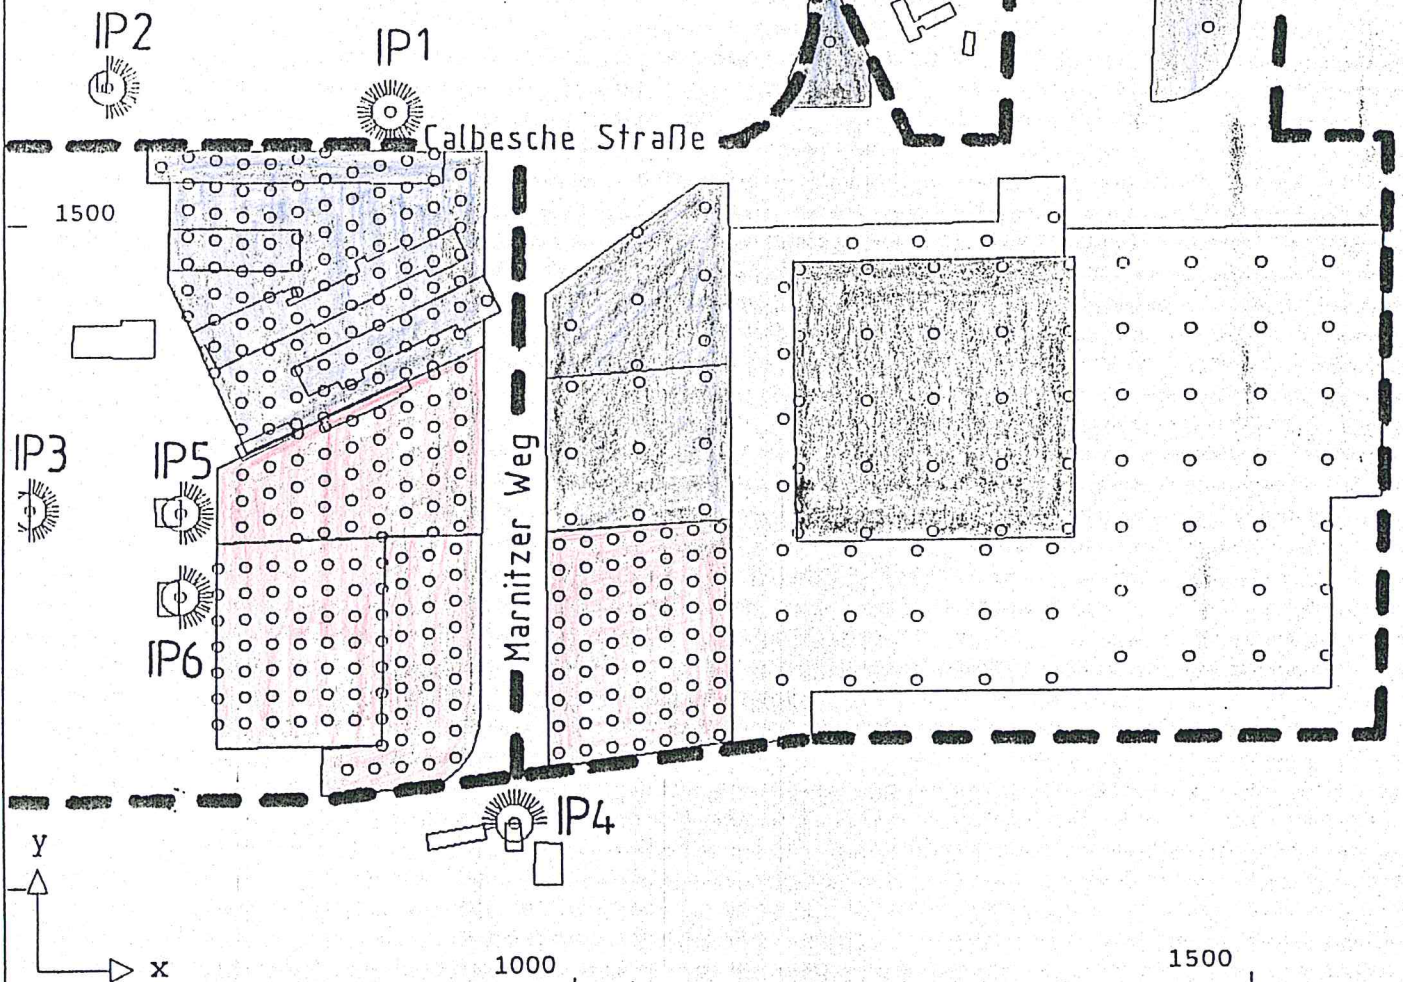 IP2
IP1
Calbesche Straße
1500
IP3
IP5
Marnitzer Weg
IP6
IP4
y
x
1000
1500